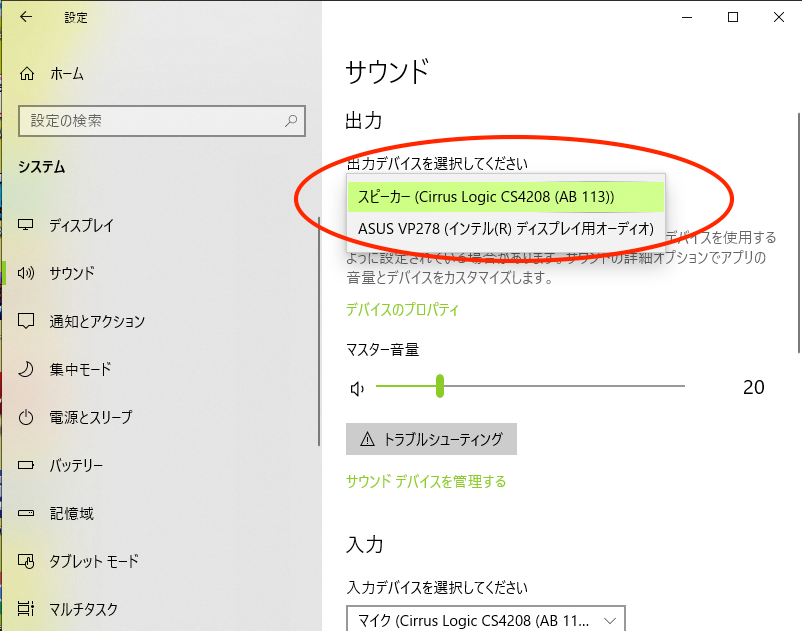 設定
ホーム
設定の検索
システム
ディスプレイ
サウンド
通知とアクション
集中モード
電源とスリープ
バッテリー
記憶域
タブレット モード
マルチタスク
サウンド
出力
出力デバイスを選択してください
スピーカー (Cirrus Logic CS4208 (AB 113))
ASUS VP278 (インテル(R) ディスプレイ用オーディオ)
デバイスを使用する
ように設定されている場合があります。サウンドの詳細オプションでアプリの
音量とデバイスをカスタマイズします。
デバイスのプロパティ
マスター音量
20
トラブルシューティング
サウンド デバイスを管理する
入力
入力デバイスを選択してください
マイク (Cirrus Logic CS4208 (AB 11...